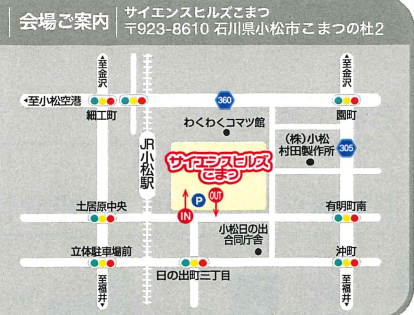 会場ご案内
サイエンスヒルズこまつ
〒923-8610 石川県小松市こまつの杜2
至金沢
至金沢
至小松空港
細工町
360
園町
わくわくコマツ館
(株)小松
村田製作所
305
JR小松駅
サイエンスヒルズ
こまつ
P
IN
OUT
土居原中央
有明町南
小松日の出
合同庁舎
立体駐車場前
日の出町三丁目
沖町
至福井
至福井